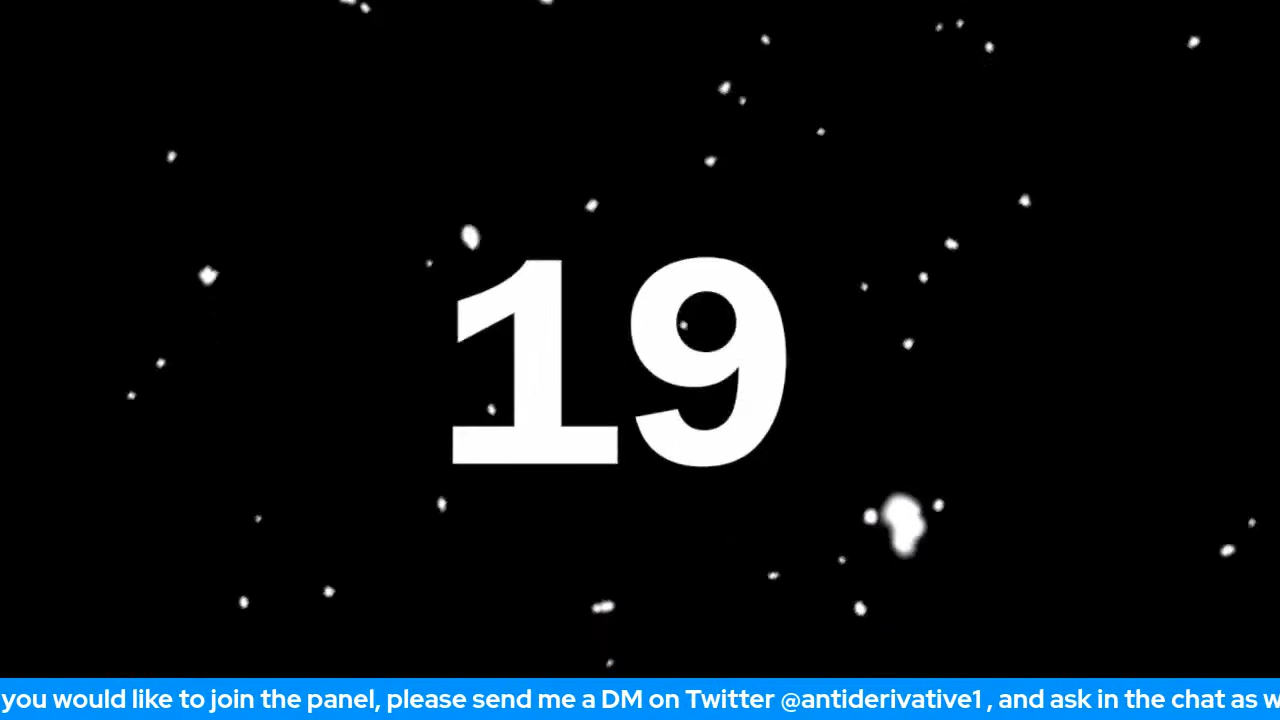 19
you would like to join the panel, please send me a DM on Twitter @antiderivative1 , and ask in the chat as